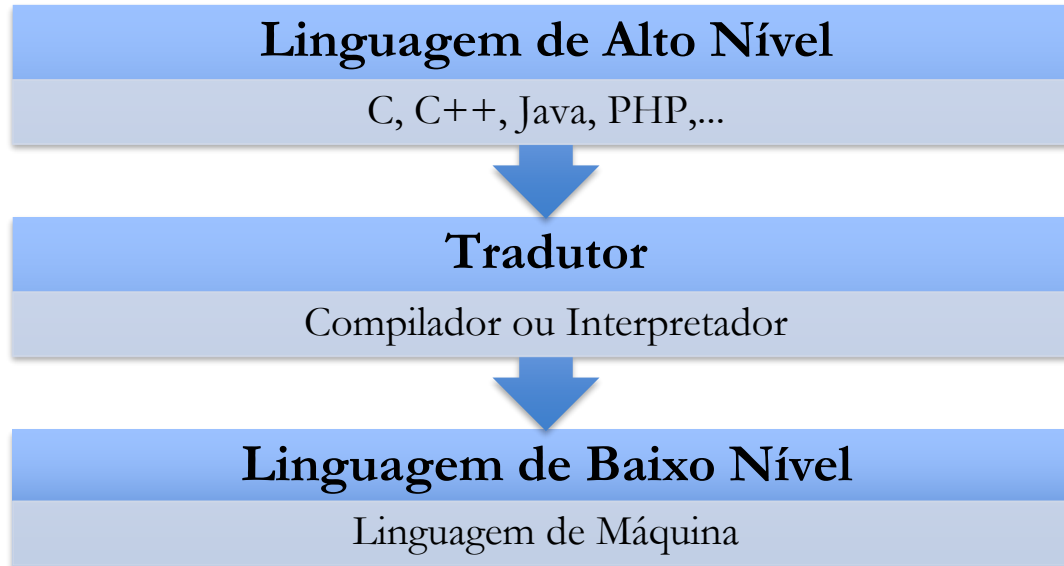 Linguagem de Alto Nível
C, C++, Java, PHP,...
Tradutor
Compilador ou Interpretador
Linguagem de Baixo Nível
Linguagem de Máquina